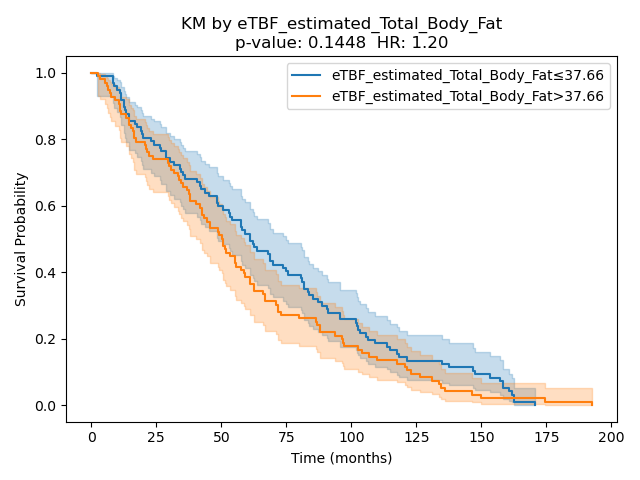 KM by eTBF_estimated_Total_Body_Fat
p-value: 0.1448  HR: 1.20
eTBF_estimated_Total_Body_Fat≤37.66
eTBF_estimated_Total_Body_Fat>37.66
Survival Probability
1.0
0.8
0.6
0.4
0.2
0.0
0 25 50 75 100 125 150 175 200
Time (months)